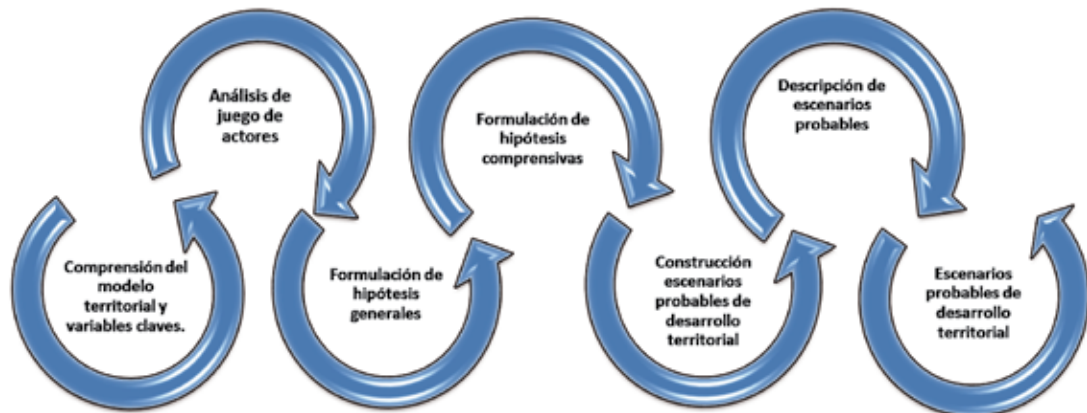 Comprensión del
modelo
territorial y
variables claves.
Análisis de
juego de
actores
Formulación de
hipótesis
generales
Formulación de
hipótesis
comprensivas
Construcción
escenarios
probables de
desarrollo
territorial
Descripción de
escenarios
probables
Escenarios
probables de
desarrollo
territorial